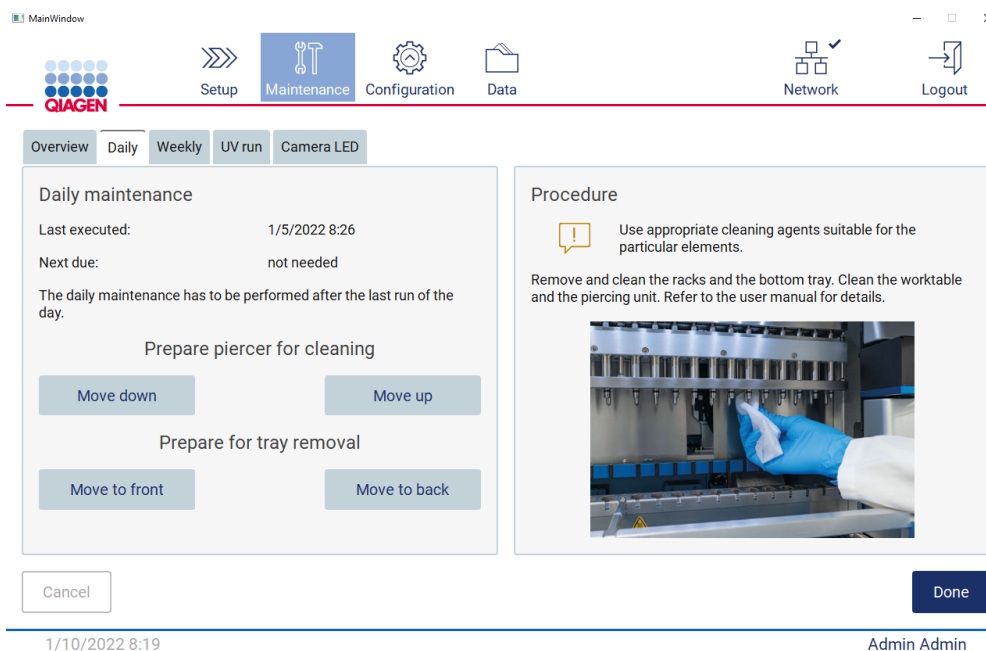 MainWindow
QIAGEN
Setup
Maintenance
Configuration
Data
Network
Logout
Overview
Daily
Weekly
UV run
Camera LED
Daily maintenance
Last executed: 1/5/2022 8:26
Next due: not needed
The daily maintenance has to be performed after the last run of the
day.
Prepare piercer for cleaning
Move down
Move up
Prepare for tray removal
Move to front
Move to back
Procedure
!
Use appropriate cleaning agents suitable for the
particular elements.
Remove and clean the racks and the bottom tray. Clean the worktable
and the piercing unit. Refer to the user manual for details.
Cancel
Done
1/10/2022 8:19
Admin Admin